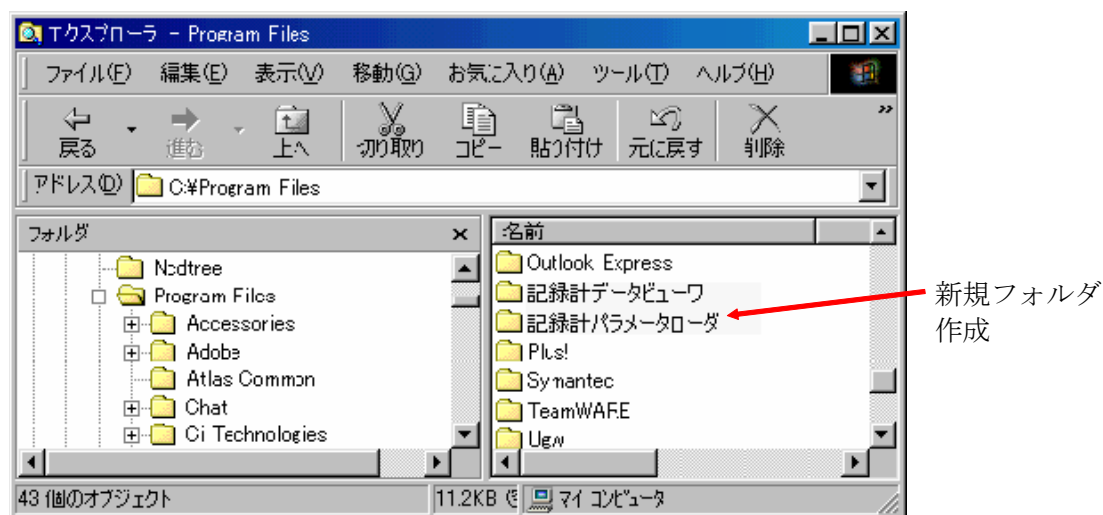 エクスプローラ - Program Files
ファイル(F) 編集(E) 表示(V) 移動(G) お気に入り(A) ツール(T) ヘルプ(H)
戻る 進む 上へ 切り取り コピー 貼り付け 元に戻す 削除 »
アドレス(D) C:¥Program Files
フォルダ
Program Files
Accessories
Adobe
Atlas Common
Chat
Ci Technologies
名前
Outlook Express
記録計データビューワ
記録計パラメータローダ
Plus!
Symantec
TeamWARE
新規フォルダ
作成
43 個のオブジェクト 11.2KB マイ コンピュータ